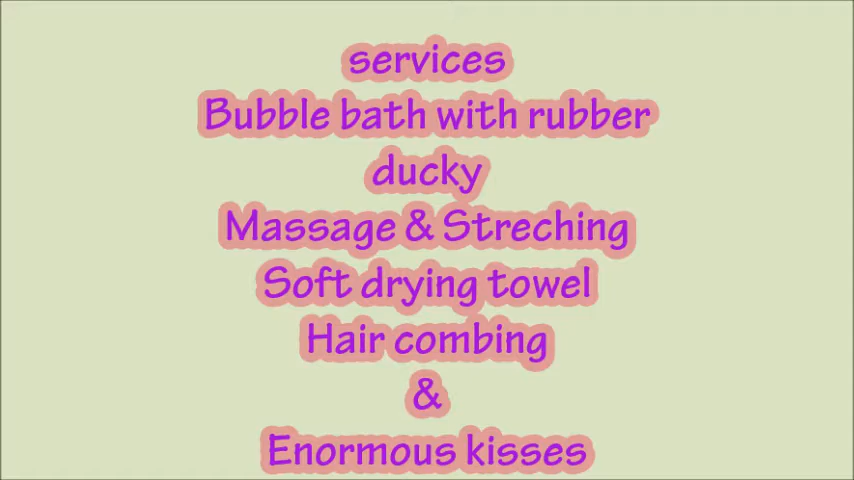 services
Bubble bath with rubber
ducky
Massage & Streching
Soft drying towel
Hair combing
&
Enormous kisses